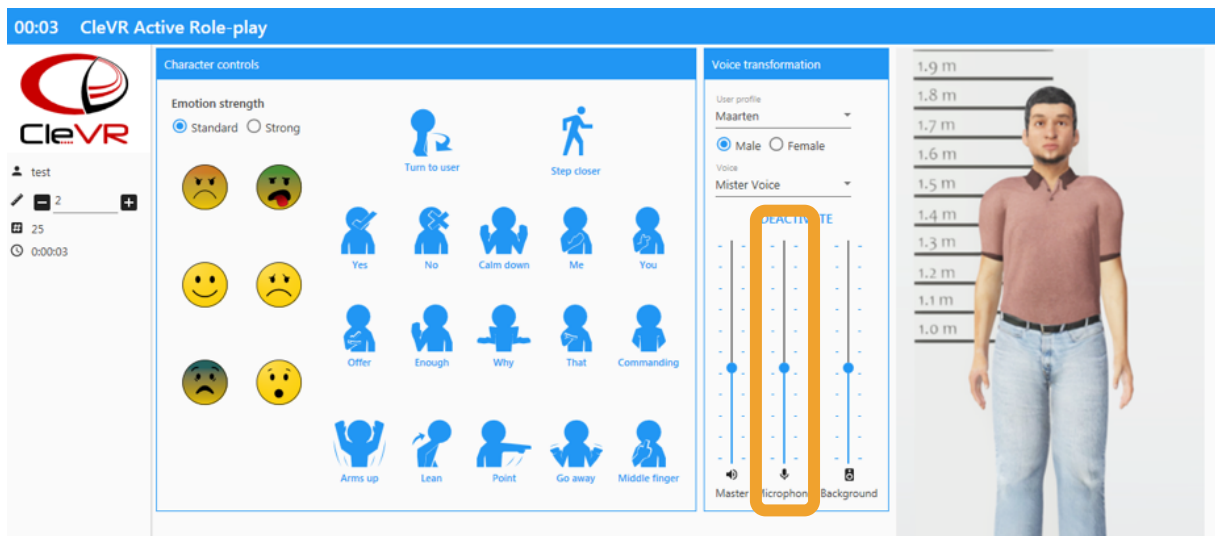 00:03 CleVR Active Role-play
CleVR
test
2
25
0:00:03
Character controls
Emotion strength
Standard Strong
Turn to user Step closer
Yes No Calm down Me You
Offer Enough Why That Commanding
Arms up Lean Point Go away Middle finger
Voice transformation
User profile
Maarten
Male Female
Voice
Mister Voice
DEACTIVATE
Master Microphone Background
1.9 m
1.8 m
1.7 m
1.6 m
1.5 m
1.4 m
1.3 m
1.2 m
1.1 m
1.0 m